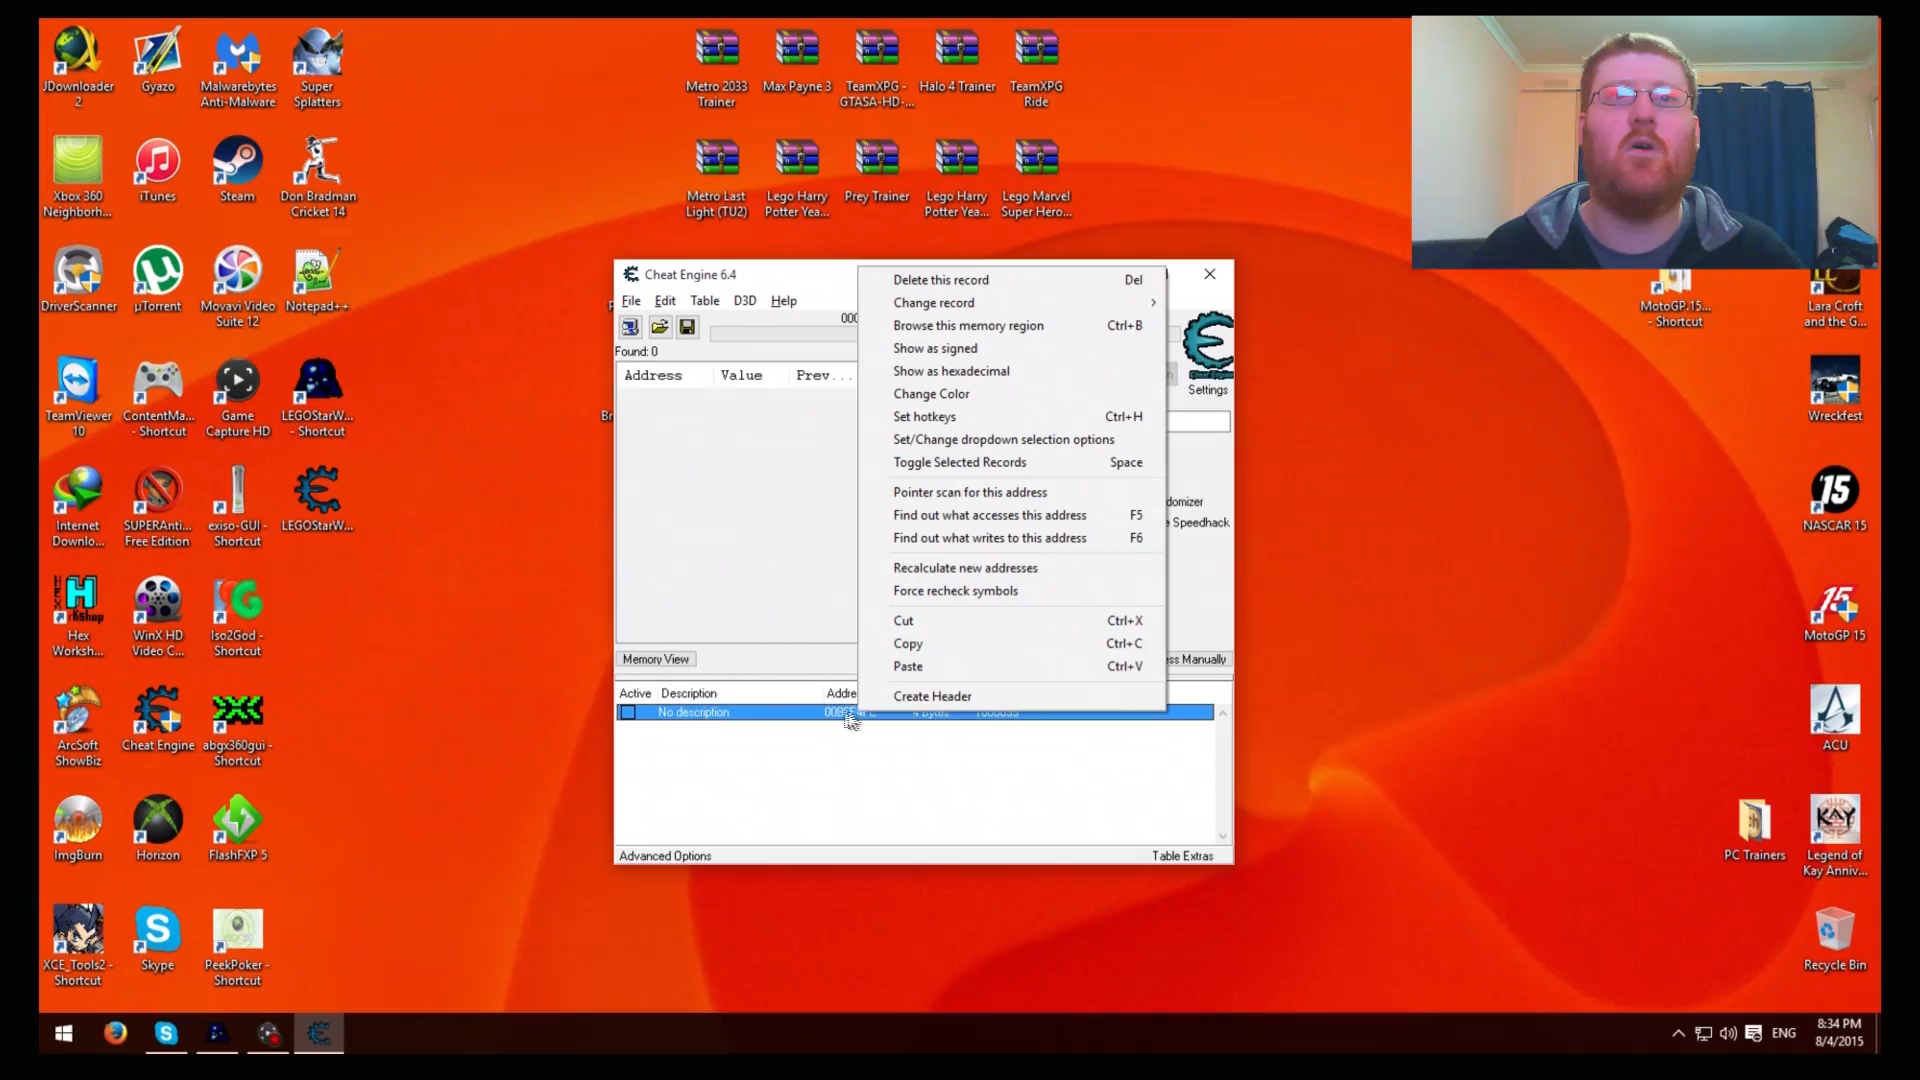 JDownloader
2
Gyazo
Malwarebytes
Anti-Malware
Super
Splatters
Metro 2033
Trainer
Max Payne 3
TeamXPG -
GTASA-HD-...
Halo 4 Trainer
TeamXPG
Ride
Xbox 360
Neighborh...
iTunes
Steam
Don Bradman
Cricket 14
Metro Last
Light (TU2)
Lego Harry
Potter Yea...
Prey Trainer
Lego Harry
Potter Yea...
Lego Marvel
Super Hero...
DriverScanner
µTorrent
Movavi Video
Suite 12
Notepad++
MotoGP,15...
- Shortcut
Lara Croft
and the G...
TeamViewer
10
ContentMa...
- Shortcut
Game
Capture HD
LEGOStarW...
- Shortcut
Wreckfest
Internet
Downlo...
SUPERAnti...
Free Edition
exiso-GUI -
Shortcut
LEGOStarW...
NASCAR 15
Hex
Worksh...
WinX HD
Video C...
Iso2God -
Shortcut
MotoGP 15
ArcSoft
ShowBiz
Cheat Engine
abgx360gui -
Shortcut
ACU
ImgBurn
Horizon
FlashFXP 5
PC Trainers
Legend of
Kay Anniv...
XCE_Tools2 -
Shortcut
Skype
PeekPoker -
Shortcut
Recycle Bin
Cheat Engine 6.4
File Edit Table D3D Help
000
Found: 0
Address Value Prev...
Settings
domizer
e Speedhack
Memory View
ess Manually
Active Description Addre
No description
Advanced Options
Table Extras
Delete this record Del
Change record
Browse this memory region Ctrl+B
Show as signed
Show as hexadecimal
Change Color
Set hotkeys Ctrl+H
Set/Change dropdown selection options
Toggle Selected Records Space
Pointer scan for this address
Find out what accesses this address F5
Find out what writes to this address F6
Recalculate new addresses
Force recheck symbols
Cut Ctrl+X
Copy Ctrl+C
Paste Ctrl+V
Create Header
ENG
8:34 PM
8/4/2015